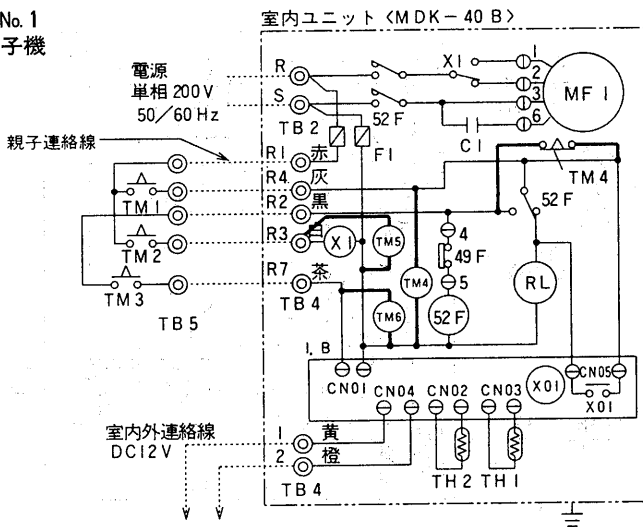 No. 1
子機
室内ユニット〈MDK-40B〉
電源
単相 200V
50/60 Hz
R
S
TB2
52F
X1
1
2
3
6
MF1
C1
F1
親子連絡線
R1 赤
R4 灰
R2 黒
R3 白
R7 茶
TB4
TM1
TM2
TM3
TB5
X1
TM5
TM4
TM6
4
49F
5
52F
TM4
52F
RL
I.B
CN01
CN04
CN02
CN03
X01
CN05
X01
室内外連絡線
DC12V
1 黄
2 橙
TB4
TH2
TH1